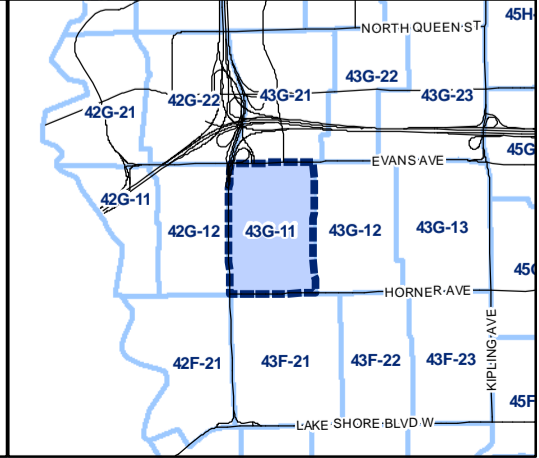 45H-
NORTH QUEEN ST
43G-22
42G-22
43G-21
43G-23
42G-21
45G
EVANS AVE
42G-11
42G-12
43G-11
43G-12
43G-13
45G
HORNER AVE
KIPLING AVE
42F-21
43F-21
43F-22
43F-23
45F
LAKE SHORE BLVD W